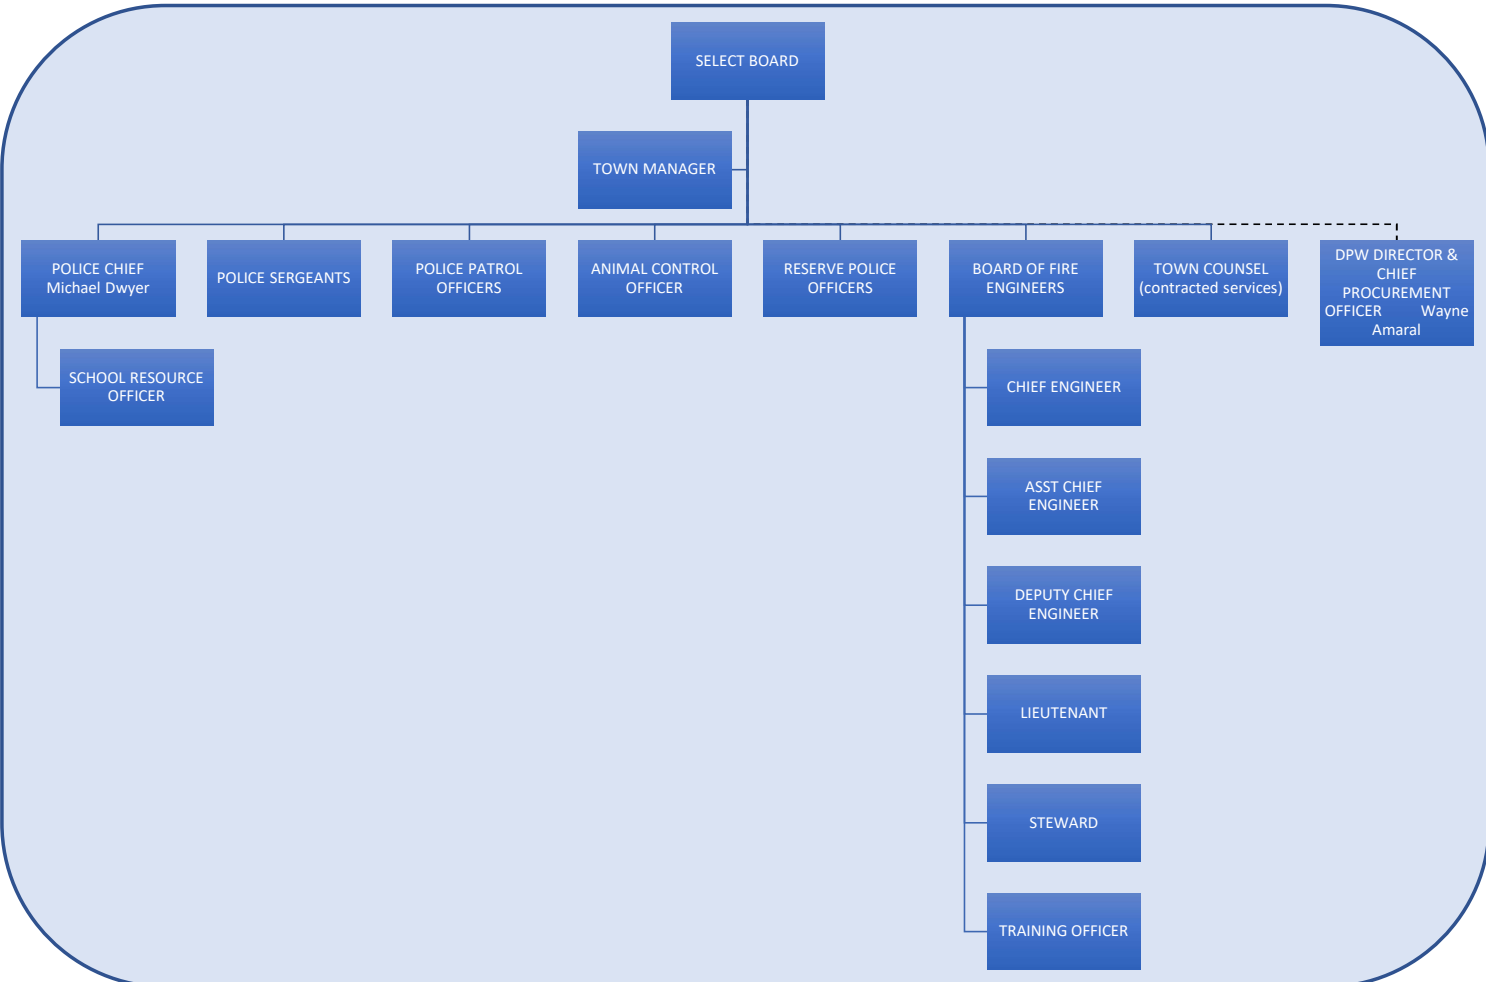 SELECT BOARD
TOWN MANAGER
POLICE CHIEF
Michael Dwyer
POLICE SERGEANTS
POLICE PATROL
OFFICERS
ANIMAL CONTROL
OFFICER
RESERVE POLICE
OFFICERS
BOARD OF FIRE
ENGINEERS
TOWN COUNSEL
(contracted services)
DPW DIRECTOR &
CHIEF
PROCUREMENT
OFFICER Wayne
Amaral
SCHOOL RESOURCE
OFFICER
CHIEF ENGINEER
ASST CHIEF
ENGINEER
DEPUTY CHIEF
ENGINEER
LIEUTENANT
STEWARD
TRAINING OFFICER